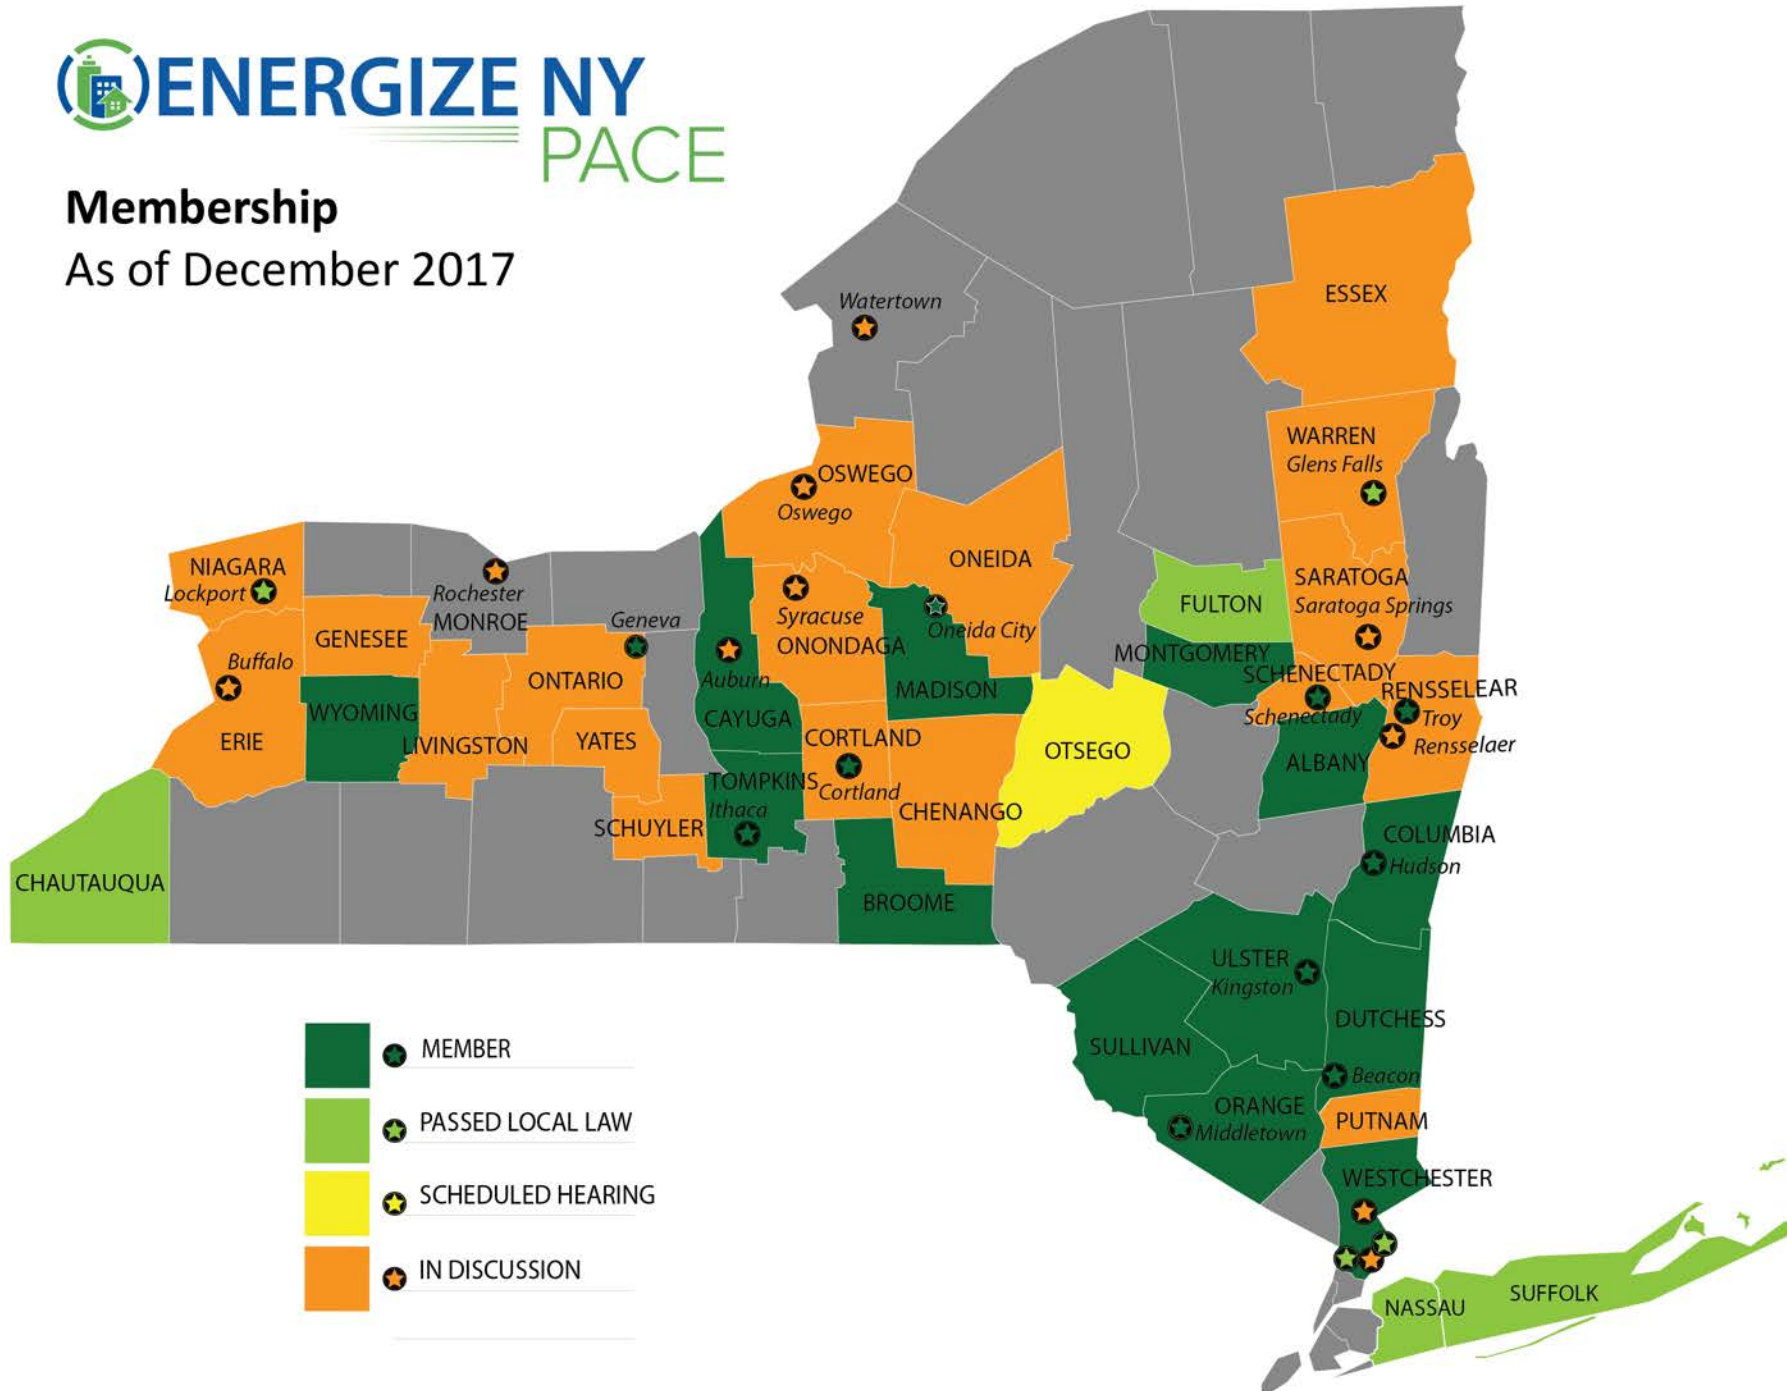 ENERGIZE NY
PACE
Membership
As of December 2017
Watertown
ESSEX
WARREN
Glens Falls
OSWEGO
Oswego
ONEIDA
NIAGARA
Lockport
Rochester
MONROE
Geneva
Syracuse
ONONDAGA
Oneida City
FULTON
SARATOGA
Saratoga Springs
GENESEE
Buffalo
ONTARIO
Auburn
MADISON
MONTGOMERY
SCHENECTADY
Schenectady
RENSSELEAR
Troy
Rensselaer
WYOMING
CAYUGA
ERIE
LIVINGSTON
YATES
CORTLAND
Cortland
OTSEGO
ALBANY
TOMPKINS
Ithaca
SCHUYLER
CHENANGO
COLUMBIA
Hudson
CHAUTAUQUA
BROOME
ULSTER
Kingston
DUTCHESS
SULLIVAN
Beacon
ORANGE
Middletown
PUTNAM
WESTCHESTER
NASSAU
SUFFOLK
MEMBER
PASSED LOCAL LAW
SCHEDULED HEARING
IN DISCUSSION